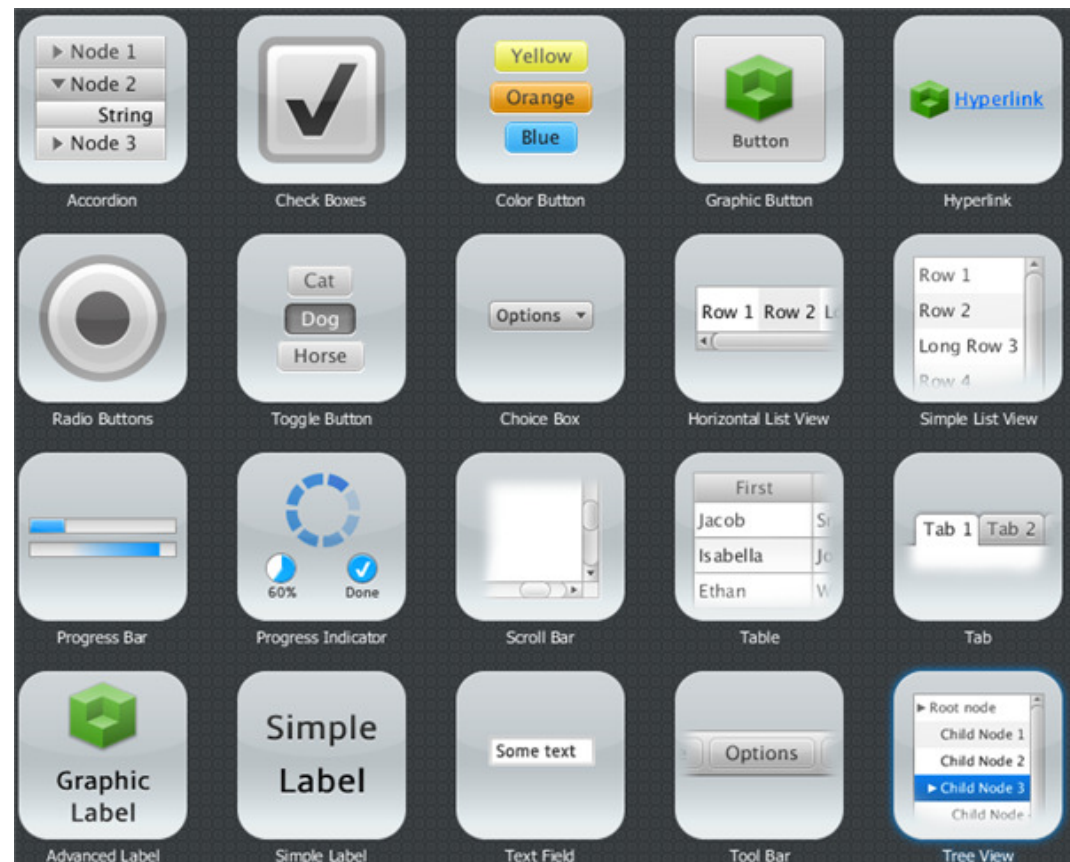 ▶ Node 1
▼ Node 2
String
▶ Node 3
Accordion
Check Boxes
Yellow
Orange
Blue
Color Button
Button
Graphic Button
Hyperlink
Hyperlink
Radio Buttons
Cat
Dog
Horse
Toggle Button
Options
Choice Box
Row 1 Row 2
Horizontal List View
Row 1
Row 2
Long Row 3
Row 4
Simple List View
Progress Bar
60% Done
Progress Indicator
Scroll Bar
First
Jacob
Isabella
Ethan
Table
Tab 1 Tab 2
Tab
Graphic
Label
Advanced Label
Simple
Label
Simple Label
Some text
Text Field
Options
Tool Bar
▶ Root node
Child Node 1
Child Node 2
▶ Child Node 3
Child Node
Tree View